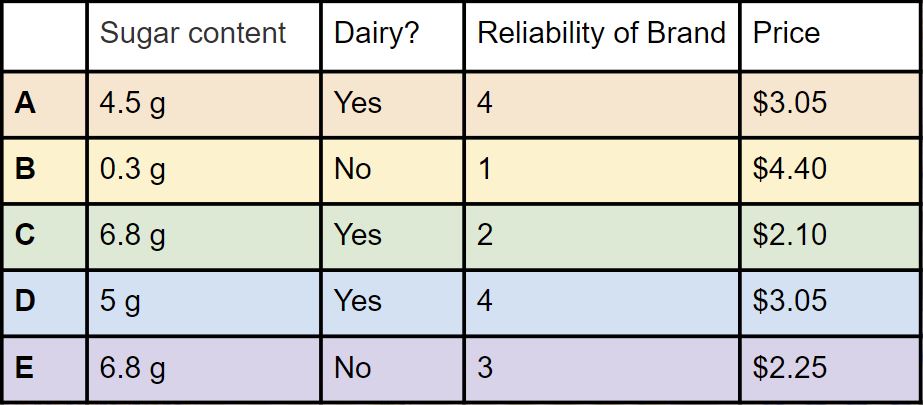 Sugar content Dairy? Reliability of Brand Price
A 4.5 g Yes 4 $3.05
B 0.3 g No 1 $4.40
C 6.8 g Yes 2 $2.10
D 5 g Yes 4 $3.05
E 6.8 g No 3 $2.25